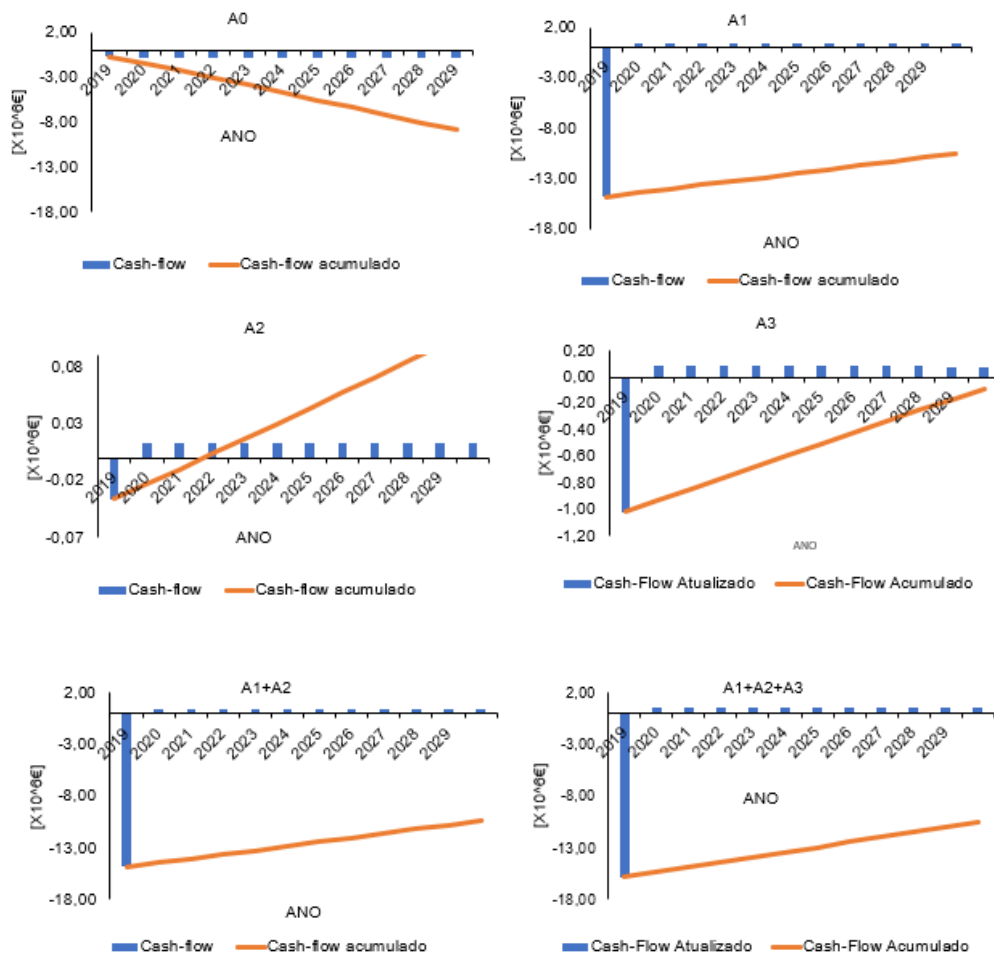 A0
2,00
-3,00
-8,00
-13,00
-18,00
[X10^6€]
2019 2020 2021 2022 2023 2024 2025 2026 2027 2028 2029
ANO
Cash-flow Cash-flow acumulado
A1
2,00
-3,00
-8,00
-13,00
-18,00
[X10^6€]
2019 2020 2021 2022 2023 2024 2025 2026 2027 2028 2029
ANO
Cash-flow Cash-flow acumulado
A2
0,08
0,03
-0,02
-0,07
[X10^6€]
2019 2020 2021 2022 2023 2024 2025 2026 2027 2028 2029
ANO
Cash-flow Cash-flow acumulado
A3
0,20
0,00
-0,20
-0,40
-0,60
-0,80
-1,00
-1,20
[X10^6€]
2019 2020 2021 2022 2023 2024 2025 2026 2027 2028 2029
ANO
Cash-Flow Atualizado Cash-Flow Acumulado
A1+A2
2,00
-3,00
-8,00
-13,00
-18,00
[X10^6€]
2019 2020 2021 2022 2023 2024 2025 2026 2027 2028 2029
ANO
Cash-flow Cash-flow acumulado
A1+A2+A3
2,00
-3,00
-8,00
-13,00
-18,00
[X10^6€]
2019 2020 2021 2022 2023 2024 2025 2026 2027 2028 2029
ANO
Cash-Flow Atualizado Cash-Flow Acumulado